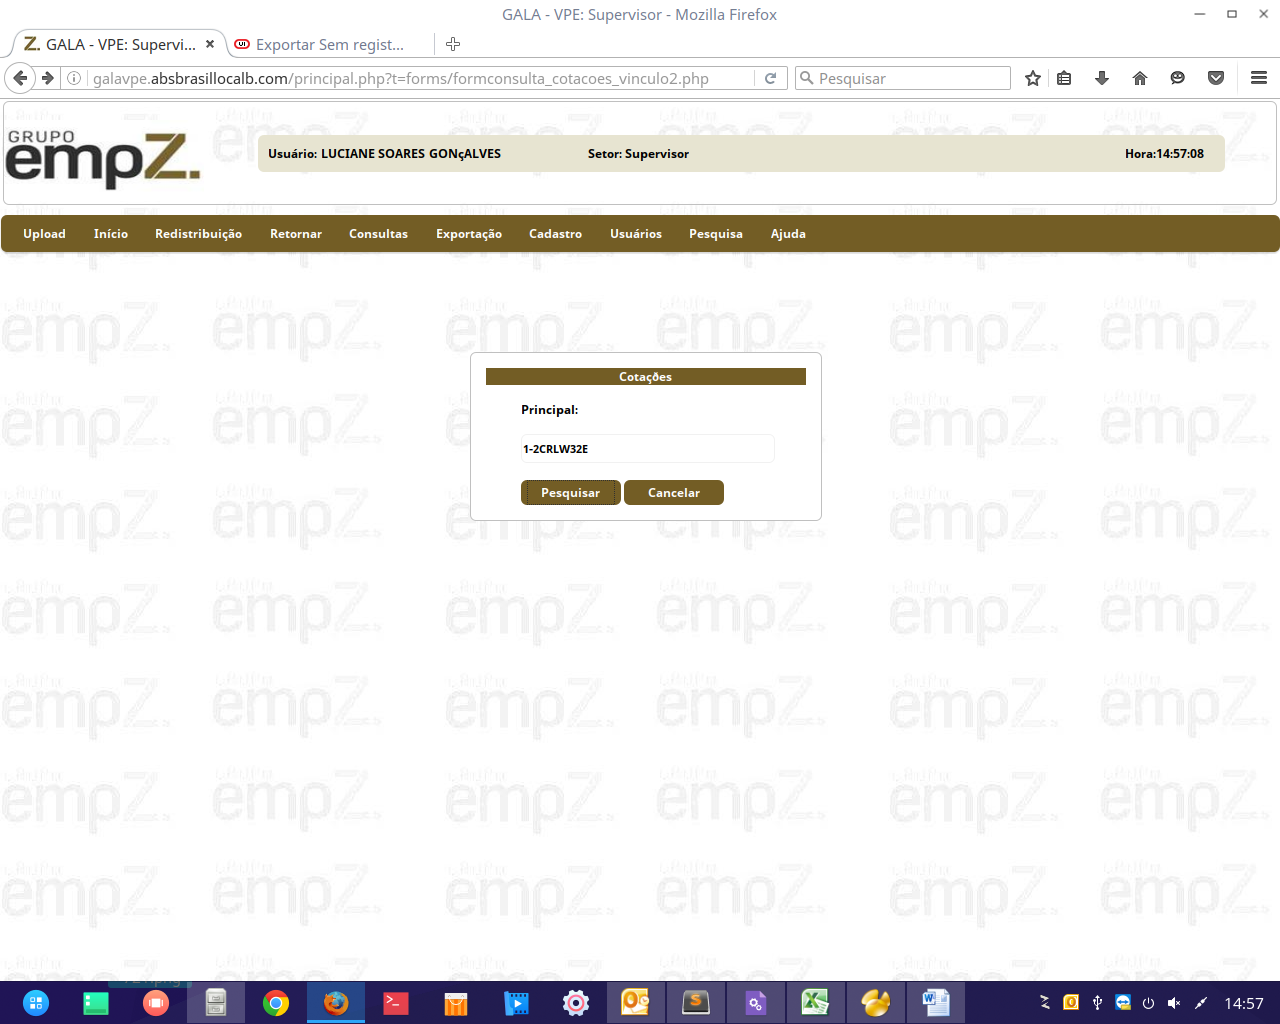 GALA - VPE: Supervisor - Mozilla Firefox
Z. GALA - VPE: Supervi...
UI Exportar Sem regist...
galavpe.absbrasillocalb.com/principal.php?t=forms/formconsulta_cotacoes_vinculo2.php
Pesquisar
GRUPO
empZ.
Usuário: LUCIANE SOARES GONçALVES
Setor: Supervisor
Hora:14:57:08
Upload Início Redistribuição Retornar Consultas Exportação Cadastro Usuários Pesquisa Ajuda
Cotações
Principal:
1-2CRLW32E
Pesquisar Cancelar
14:57